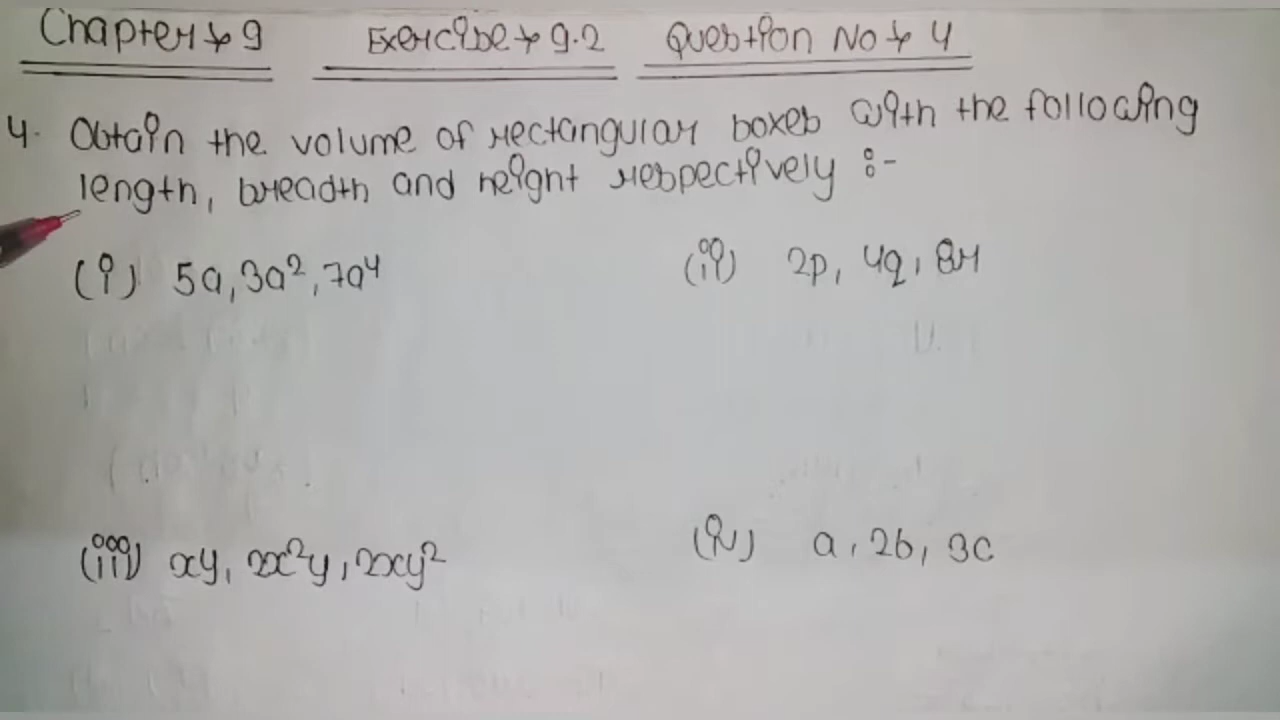 Chapter → 9 Exercise → 9.2 Question No → 4
4. Obtain the volume of rectangular boxes with the following
length, breadth and height respectively :-
(i) 5a, 3a², 7a⁴ (ii) 2p, 4q, 8r
(iii) xy, 2x²y, 2xy² (iv) a, 2b, 3c